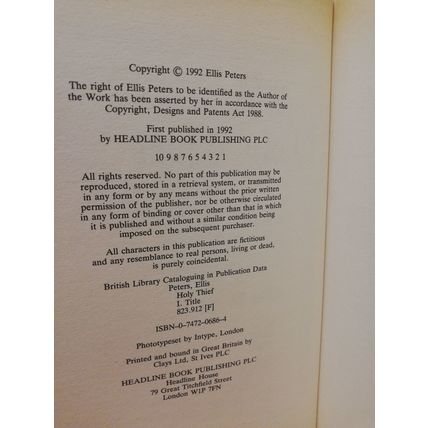 Copyright © 1992 Ellis Peters
The right of Ellis Peters to be identified as the Author of
the Work has been asserted by her in accordance with the
Copyright, Designs and Patents Act 1988.
First published in 1992
by HEADLINE BOOK PUBLISHING PLC
10 9 8 7 6 5 4 3 2 1
All rights reserved. No part of this publication may be
reproduced, stored in a retrieval system, or transmitted
in any form or by any means without the prior written
permission of the publisher, nor be otherwise circulated
in any form of binding or cover other than that in which
it is published and without a similar condition being
imposed on the subsequent purchaser.
All characters in this publication are fictitious
and any resemblance to real persons, living or dead,
is purely coincidental.
British Library Cataloguing in Publication Data
Peters, Ellis
Holy Thief
I. Title
823.912 [F]
ISBN-0-7472-0686-4
Phototypeset by Intype, London
Printed and bound in Great Britain by
Clays Ltd, St Ives PLC
HEADLINE BOOK PUBLISHING PLC
Headline House
79 Great Titchfield Street
London W1P 7FN